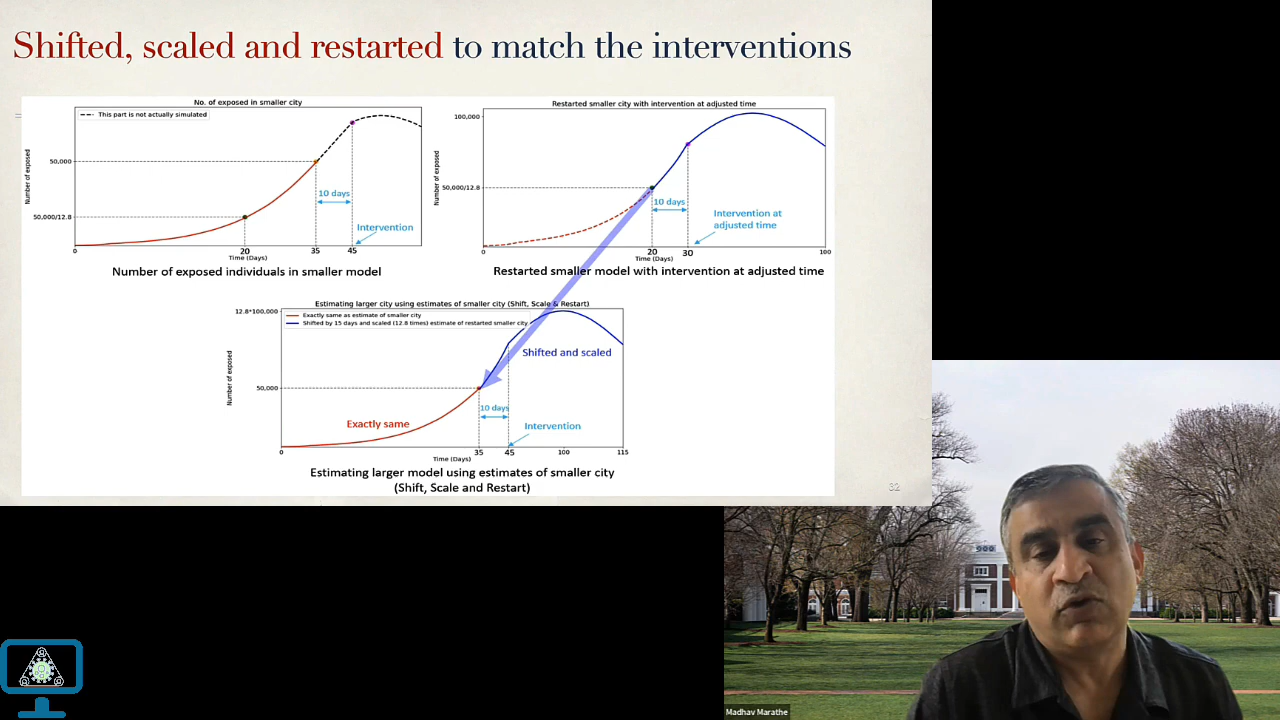 Shifted, scaled and restarted to match the interventions
No. of exposed in smaller city
This part is not actually simulated
Number of exposed
50,000
50,000/12.8
10 days
Intervention
0
20
35
45
Time (Days)
Number of exposed individuals in smaller model
Restarted smaller city with intervention at adjusted time
Number of exposed
100,000
50,000/12.8
10 days
Intervention at
adjusted time
0
20
30
100
Time (Days)
Restarted smaller model with intervention at adjusted time
Estimating larger city using estimates of smaller city (Shift, Scale & Restart)
12.8*100,000
Exactly same as estimate of smaller city
Shifted by 15 days and scaled (12.8 times) estimate of restarted smaller city
Number of exposed
Shifted and scaled
50,000
10 days
Exactly same
Intervention
0
35
45
100
115
Time (Days)
Estimating larger model using estimates of smaller city
(Shift, Scale and Restart)
32
Madhav Marathe